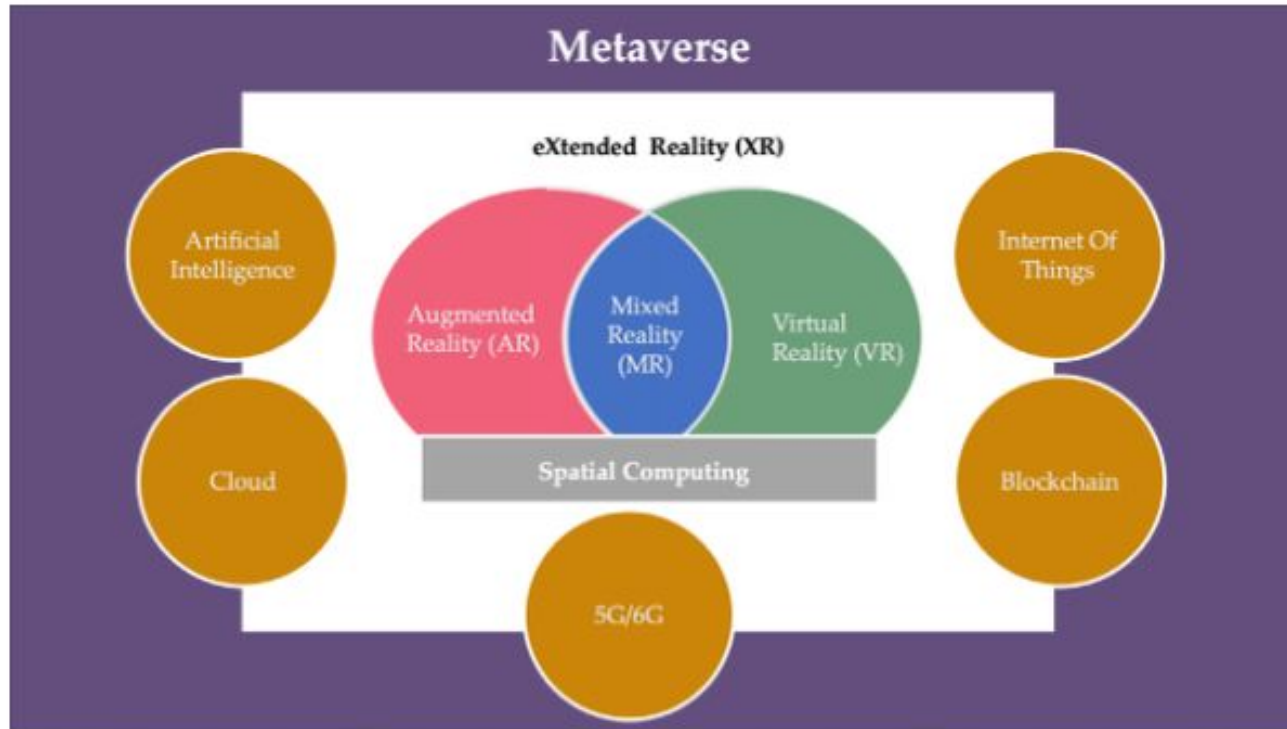 Metaverse
eXtended Reality (XR)
Artificial
Intelligence
Internet Of
Things
Augmented
Reality (AR)
Mixed
Reality
(MR)
Virtual
Reality (VR)
Cloud
Spatial Computing
Blockchain
5G/6G